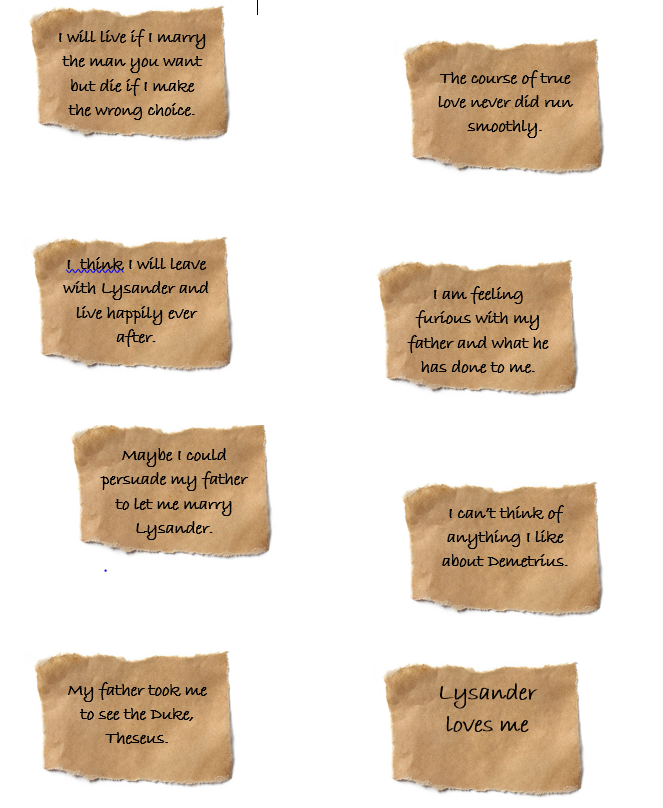 I will live if I marry
the man you want
but die if I make
the wrong choice.
The course of true
love never did run
smoothly.
I think I will leave
with Lysander and
live happily ever
after.
I am feeling
furious with my
father and what he
has done to me.
Maybe I could
persuade my father
to let me marry
Lysander.
I can't think of
anything I like
about Demetrius.
My father took me
to see the Duke,
Theseus.
Lysander
loves me